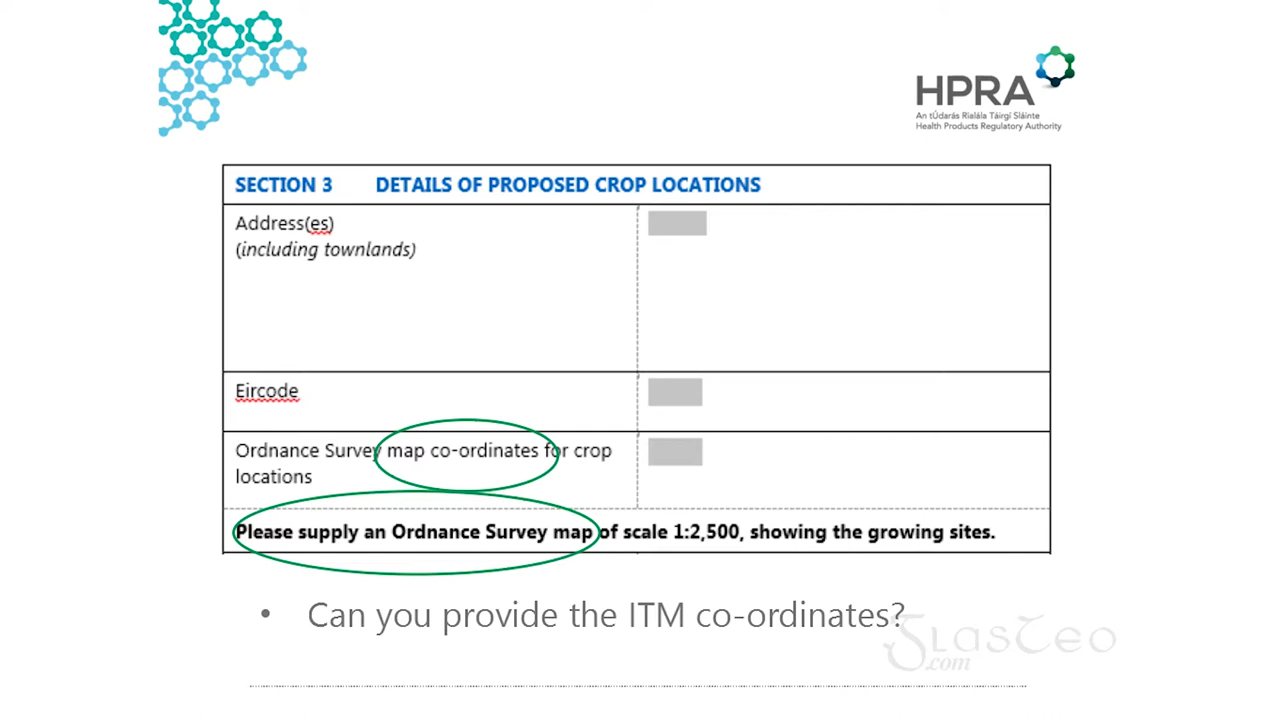 HPRA
An tÚdarás Rialála Táirgí Sláinte
Health Products Regulatory Authority
SECTION 3 DETAILS OF PROPOSED CROP LOCATIONS
Address(es)
(including townlands)
Eircode
Ordnance Survey map co-ordinates for crop
locations
Please supply an Ordnance Survey map of scale 1:2,500, showing the growing sites.
• Can you provide the ITM co-ordinates?
GlasTeo
.com